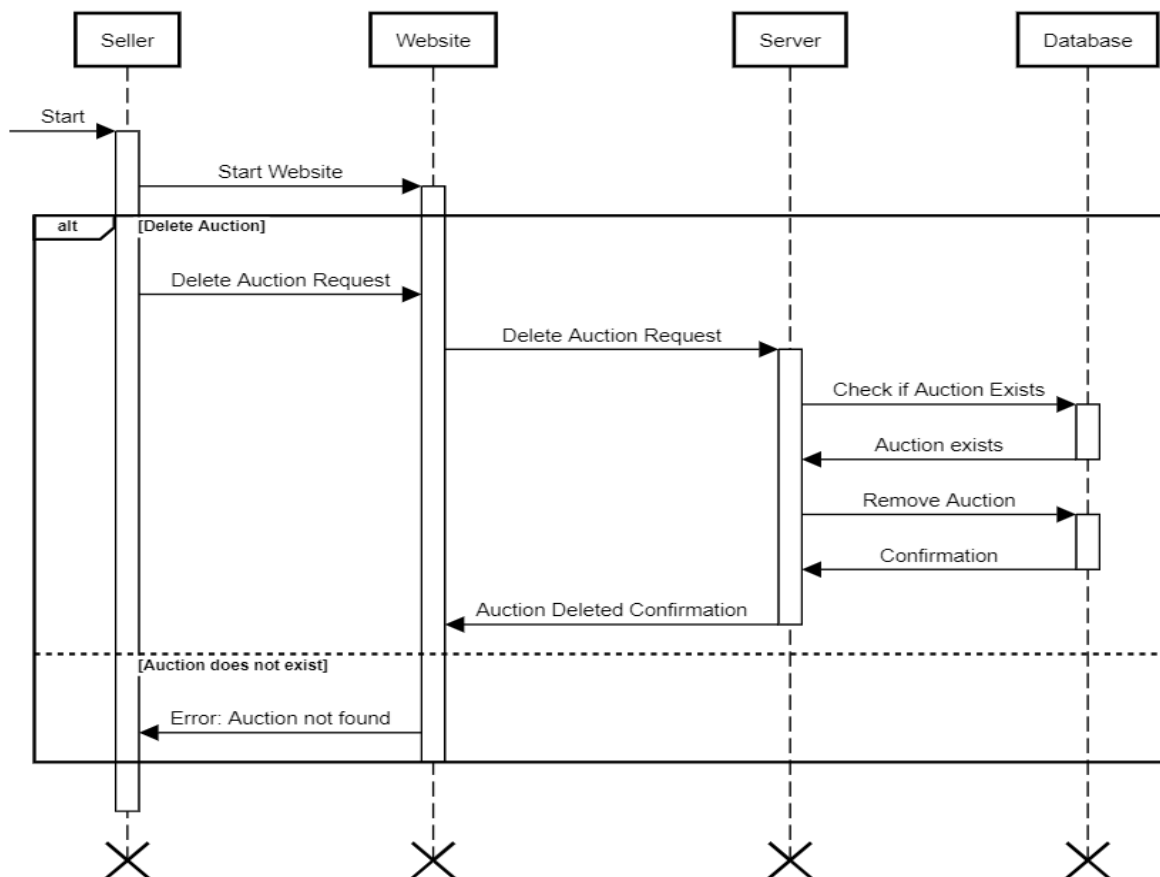 Seller
Website
Server
Database
Start
Start Website
alt
[Delete Auction]
Delete Auction Request
Delete Auction Request
Check if Auction Exists
Auction exists
Remove Auction
Confirmation
Auction Deleted Confirmation
[Auction does not exist]
Error: Auction not found